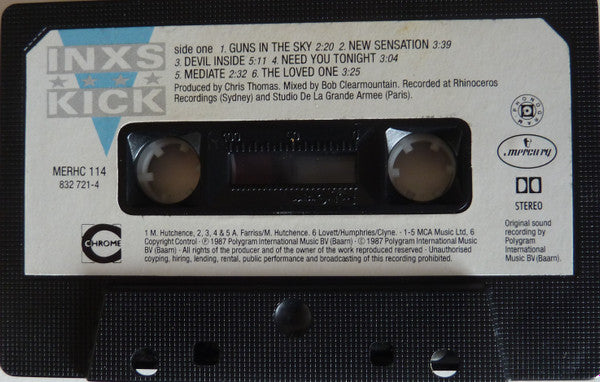 INXS
KICK
side one 1. GUNS IN THE SKY 2:20 2. NEW SENSATION 3:39
3. DEVIL INSIDE 5:11 4. NEED YOU TONIGHT 3:04
5. MEDIATE 2:32 6. THE LOVED ONE 3:25
Produced by Chris Thomas. Mixed by Bob Clearmountain. Recorded at Rhinoceros
Recordings (Sydney) and Studio De La Grande Armee (Paris).
PHONOGRAM
mercury
MERHC 114
832 721-4
100
STEREO
CHROME
1 M. Hutchence, 2, 3, 4 & 5 A. Farriss/M. Hutchence. 6 Lovett/Humphries/Clyne. · 1-5 MCA Music Ltd, 6
Copyright Control · ℗ 1987 Polygram International Music BV (Baarn) · © 1987 Polygram International Music
BV (Baarn) · All rights of the producer and of the owner of the work reproduced reserved · Unauthorised
copying, hiring, lending, rental, public performance and broadcasting of this recording prohibited.
Original sound
recording by
Polygram
International
Music BV (Baarn).